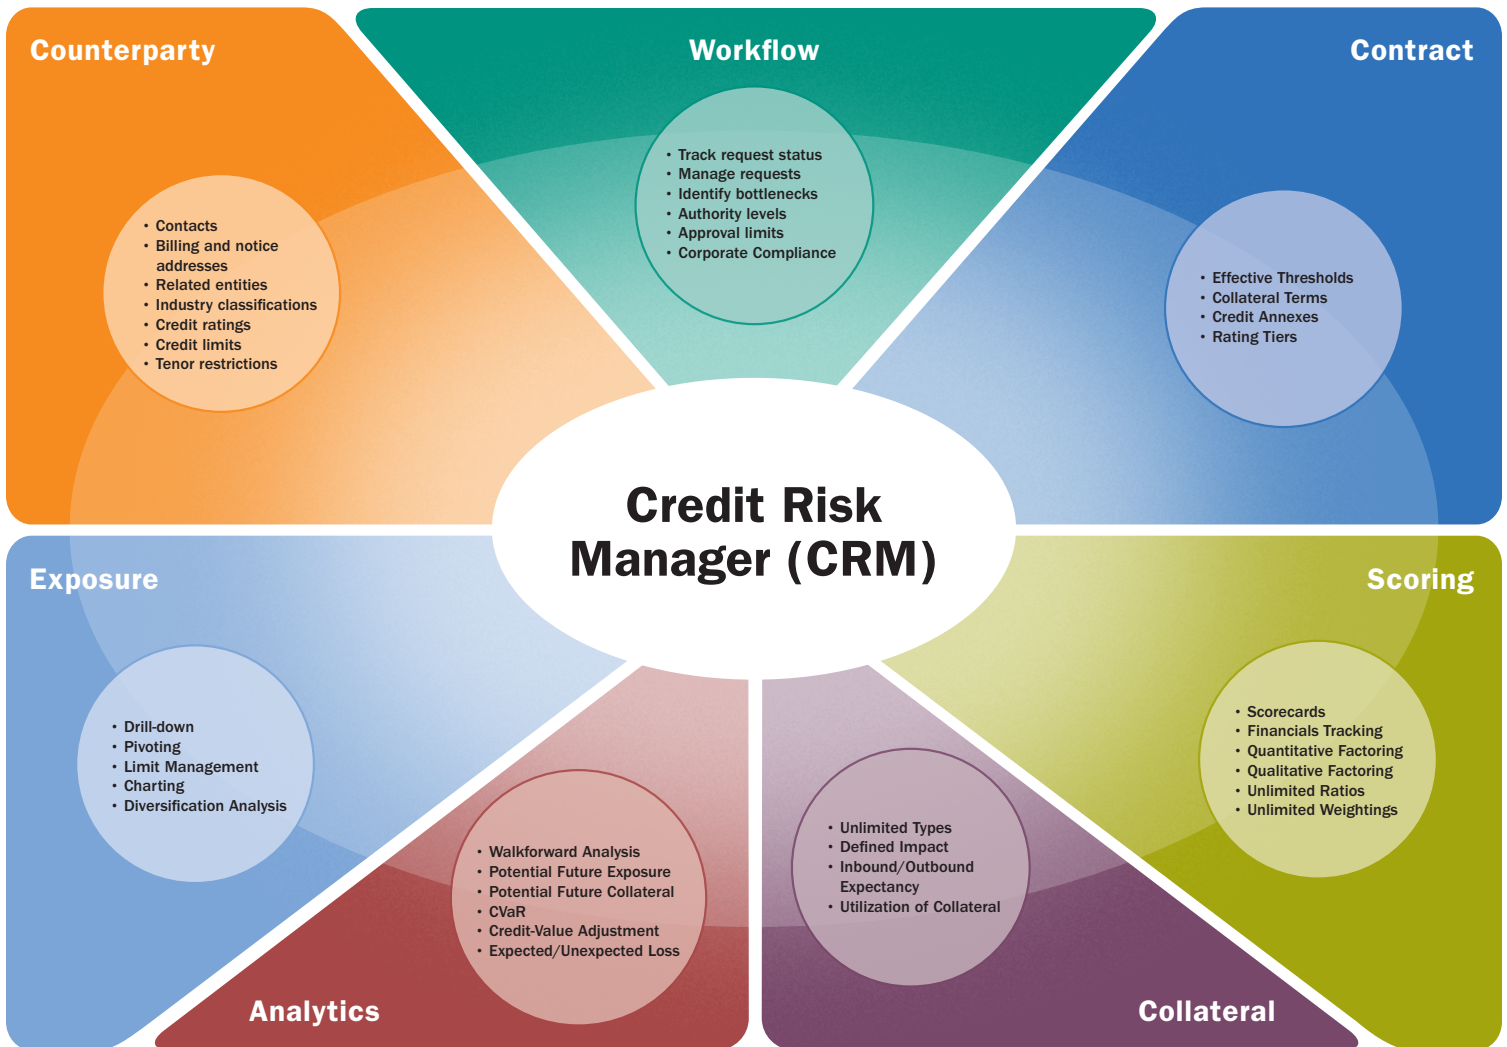 Counterparty
• Contacts
• Billing and notice
addresses
• Related entities
• Industry classifications
• Credit ratings
• Credit limits
• Tenor restrictions
Workflow
• Track request status
• Manage requests
• Identify bottlenecks
• Authority levels
• Approval limits
• Corporate Compliance
Contract
• Effective Thresholds
• Collateral Terms
• Credit Annexes
• Rating Tiers
Credit Risk
Manager (CRM)
Exposure
• Drill-down
• Pivoting
• Limit Management
• Charting
• Diversification Analysis
Analytics
• Walkforward Analysis
• Potential Future Exposure
• Potential Future Collateral
• CVaR
• Credit-Value Adjustment
• Expected/Unexpected Loss
Collateral
• Unlimited Types
• Defined Impact
• Inbound/Outbound
Expectancy
• Utilization of Collateral
Scoring
• Scorecards
• Financials Tracking
• Quantitative Factoring
• Qualitative Factoring
• Unlimited Ratios
• Unlimited Weightings